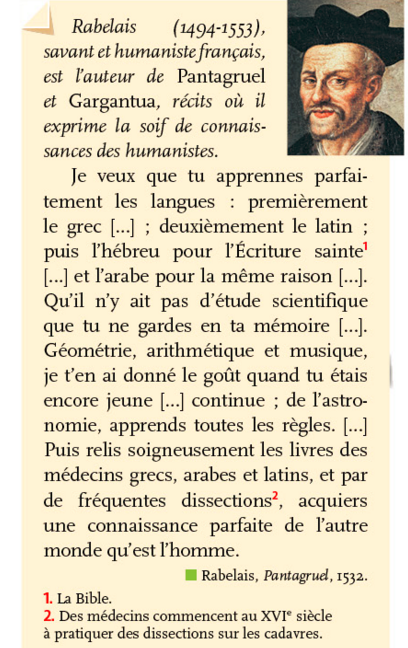 Rabelais (1494-1553),
savant et humaniste français,
est l'auteur de Pantagruel
et Gargantua, récits où il
exprime la soif de connais-
sances des humanistes.
Je veux que tu apprennes parfai-
tement les langues : premièrement
le grec [...] ; deuxièmement le latin ;
puis l'hébreu pour l'Écriture sainte¹
[...] et l'arabe pour la même raison [...].
Qu'il n'y ait pas d'étude scientifique
que tu ne gardes en ta mémoire [...].
Géométrie, arithmétique et musique,
je t'en ai donné le goût quand tu étais
encore jeune [...] continue ; de l'astro-
nomie, apprends toutes les règles. [...]
Puis relis soigneusement les livres des
médecins grecs, arabes et latins, et par
de fréquentes dissections², acquiers
une connaissance parfaite de l'autre
monde qu'est l'homme.
Rabelais, Pantagruel, 1532.
1. La Bible.
2. Des médecins commencent au XVIᵉ siècle
à pratiquer des dissections sur les cadavres.